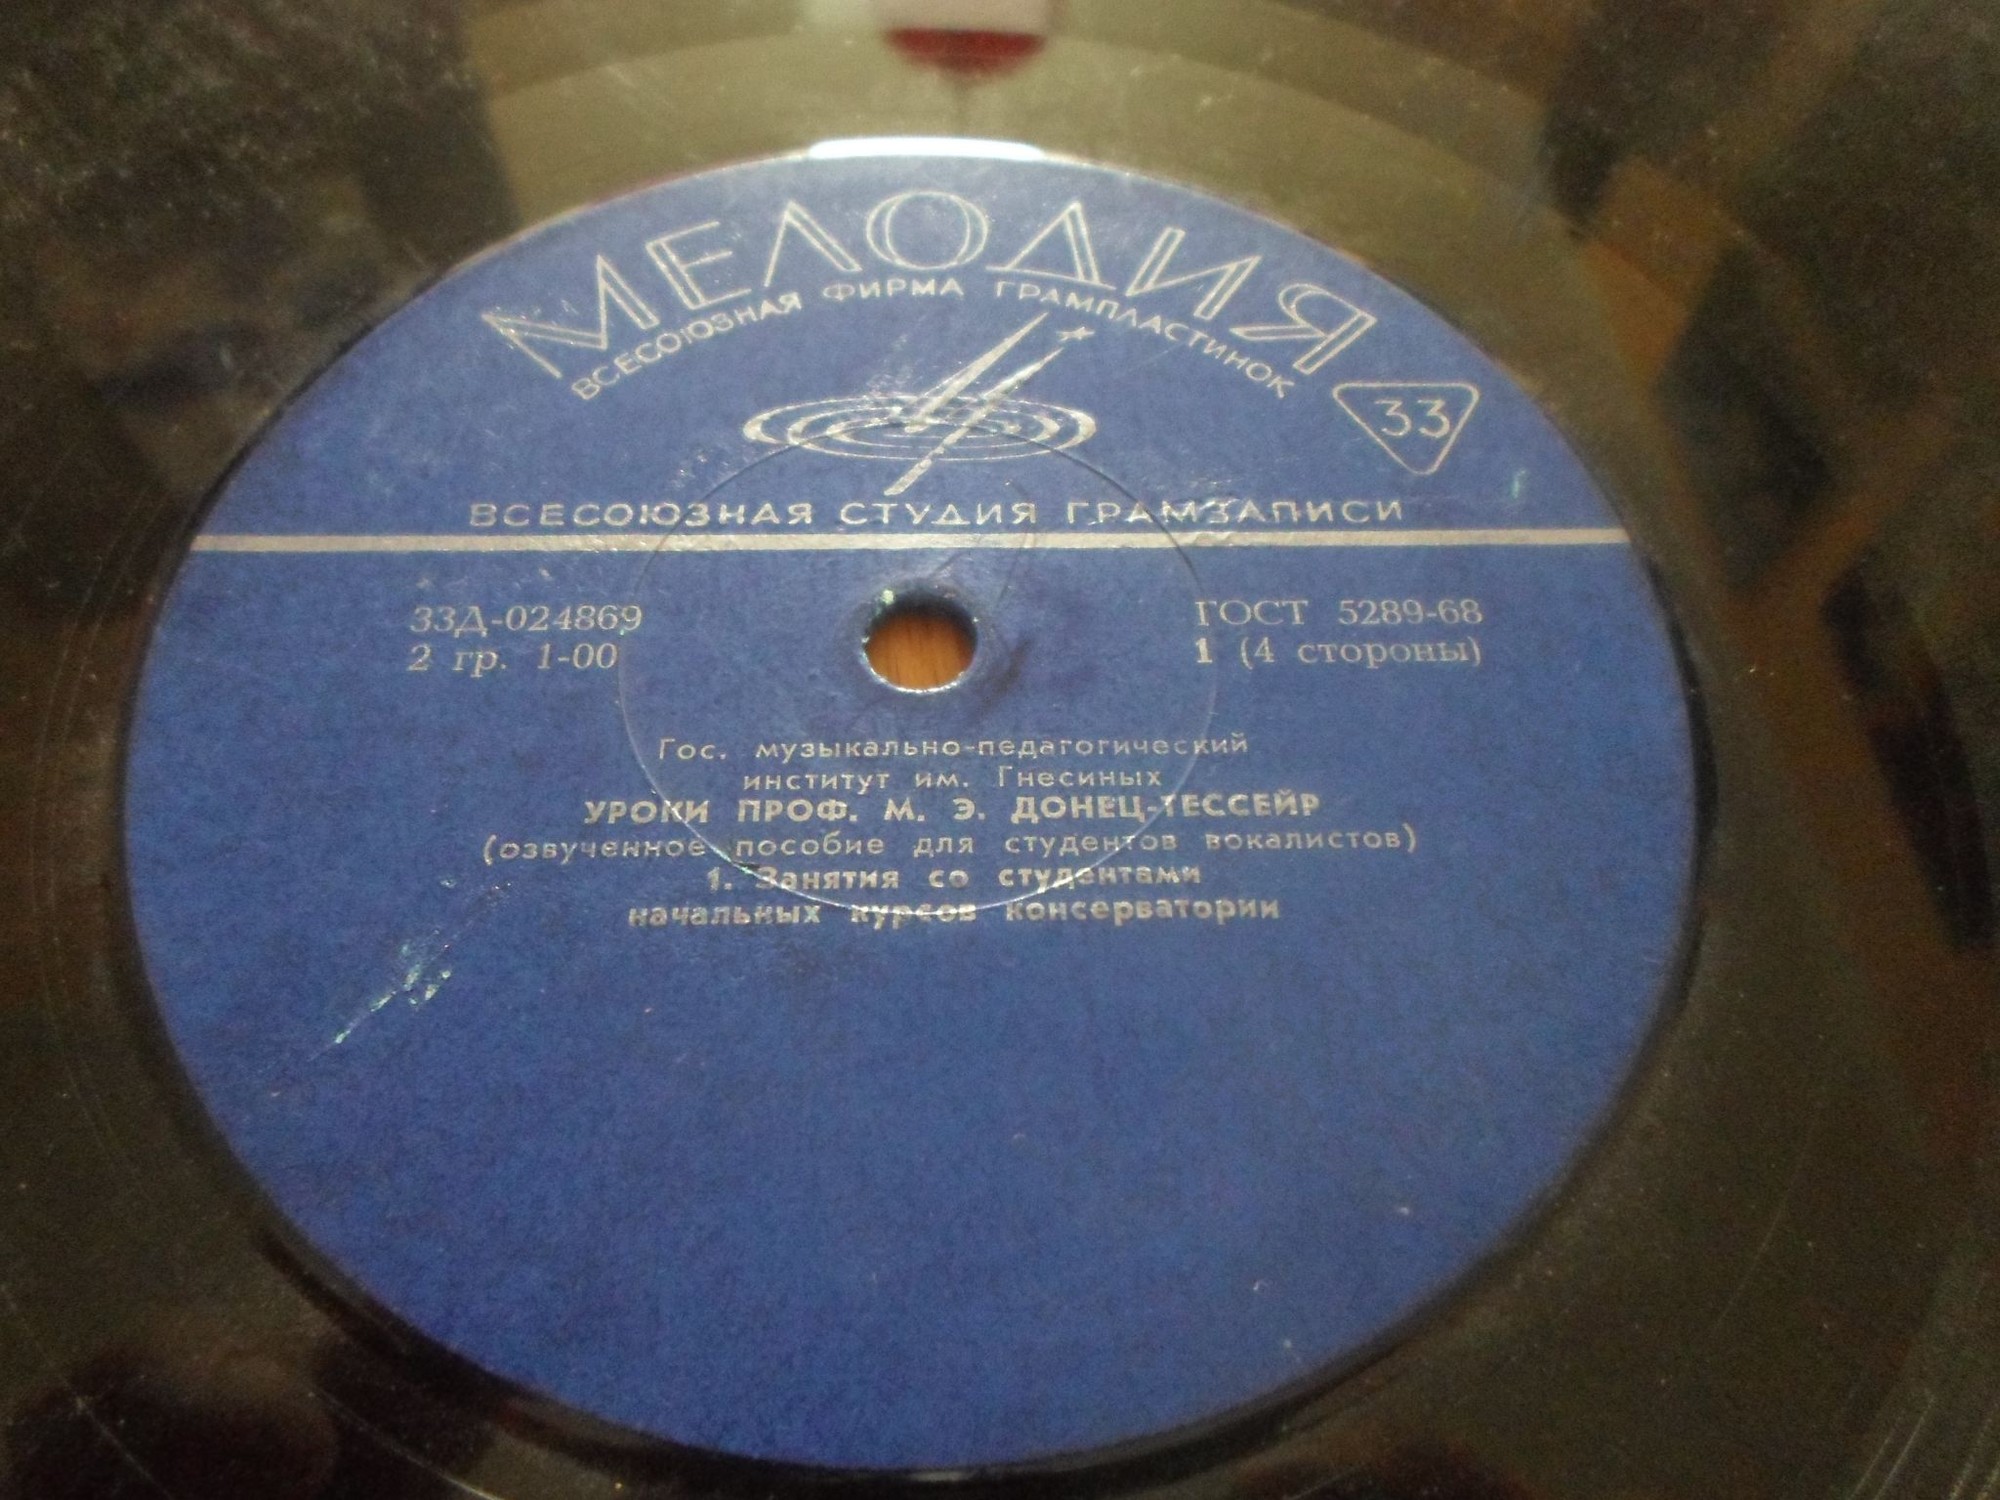 МЕЛОДИЯ
ВСЕСОЮЗНАЯ ФИРМА ГРАМПЛАСТИНОК
33
ВСЕСОЮЗНАЯ СТУДИЯ ГРАМЗАПИСИ
33Д-024869
2 гр. 1-00
ГОСТ 5289-68
1 (4 стороны)
Гос. музыкально-педагогический
институт им. Гнесиных
УРОКИ ПРОФ. М. Э. ДОНЕЦ-ТЕССЕЙР
(озвученное пособие для студентов вокалистов)
1. Занятия со студентами
начальных курсов консерватории